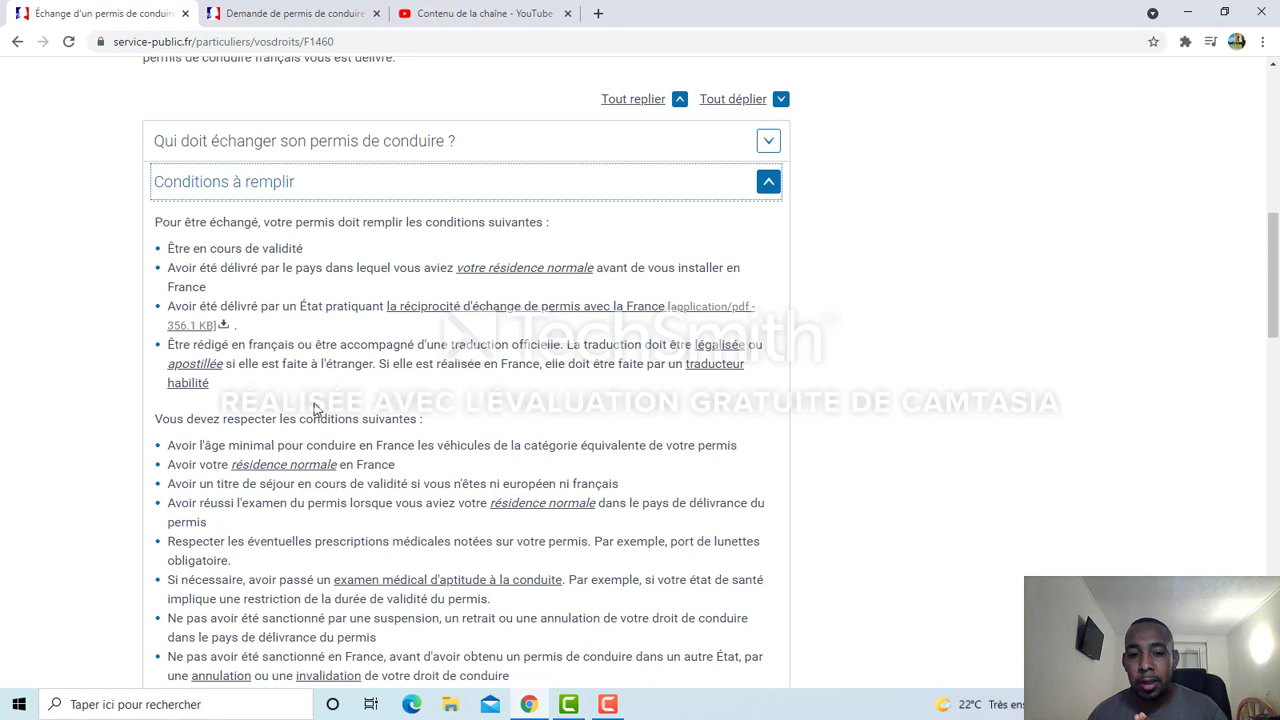 Échange d'un permis de conduire
Demande de permis de conduire
Contenu de la chaîne - YouTube
service-public.fr/particuliers/vosdroits/F1460
permis de conduire français vous est délivré.
Tout replier Tout déplier
Qui doit échanger son permis de conduire ?
Conditions à remplir
Pour être échangé, votre permis doit remplir les conditions suivantes :
• Être en cours de validité
• Avoir été délivré par le pays dans lequel vous aviez votre résidence normale avant de vous installer en
France
• Avoir été délivré par un État pratiquant la réciprocité d'échange de permis avec la France [application/pdf -
356.1 KB] .
TechSmith
• Être rédigé en français ou être accompagné d'une traduction officielle. La traduction doit être légalisée ou
apostillée si elle est faite à l'étranger. Si elle est réalisée en France, elle doit être faite par un traducteur
habilité
RÉALISÉE AVEC L'ÉVALUATION GRATUITE DE CAMTASIA
Vous devez respecter les conditions suivantes :
• Avoir l'âge minimal pour conduire en France les véhicules de la catégorie équivalente de votre permis
• Avoir votre résidence normale en France
• Avoir un titre de séjour en cours de validité si vous n'êtes ni européen ni français
• Avoir réussi l'examen du permis lorsque vous aviez votre résidence normale dans le pays de délivrance du
permis
• Respecter les éventuelles prescriptions médicales notées sur votre permis. Par exemple, port de lunettes
obligatoire.
• Si nécessaire, avoir passé un examen médical d'aptitude à la conduite. Par exemple, si votre état de santé
implique une restriction de la durée de validité du permis.
• Ne pas avoir été sanctionné par une suspension, un retrait ou une annulation de votre droit de conduire
dans le pays de délivrance du permis
• Ne pas avoir été sanctionné en France, avant d'avoir obtenu un permis de conduire dans un autre État, par
une annulation ou une invalidation de votre droit de conduire
Taper ici pour rechercher
22°C Très en